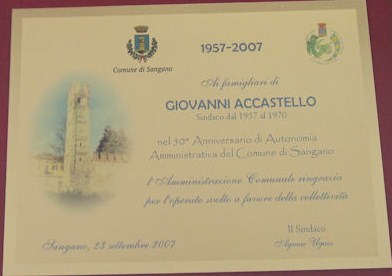 1957-2007
Comune di Sangano
Ai famigliari di
GIOVANNI ACCASTELLO
Sindaco dal 1957 al 1970
nel 50° Anniversario di Autonomia
Amministrativa del Comune di Sangano
l'Amministrazione Comunale ringrazia
per l'operato svolto a favore della collettività
Il Sindaco
Sangano, 23 settembre 2007